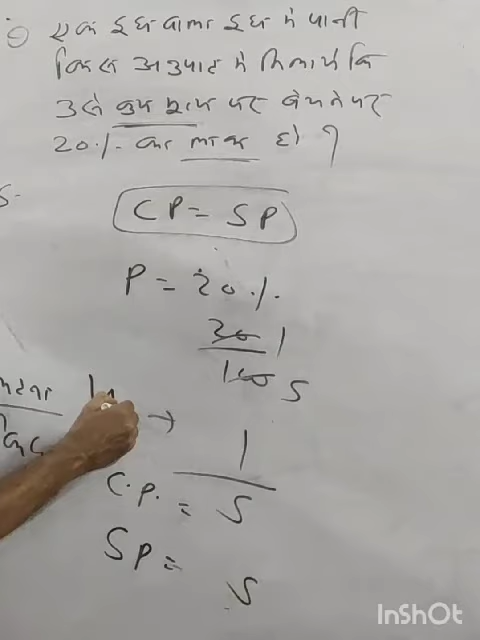 एक दूध वाला दूध में पानी
किस अनुपात में मिलाये कि
उसे क्रय मूल्य पर बेचने पर
20% का लाभ हो ?
CP = SP
P = 20%
20 1
100 5
→ 1
C.P. = 5
SP = 5
InShOt